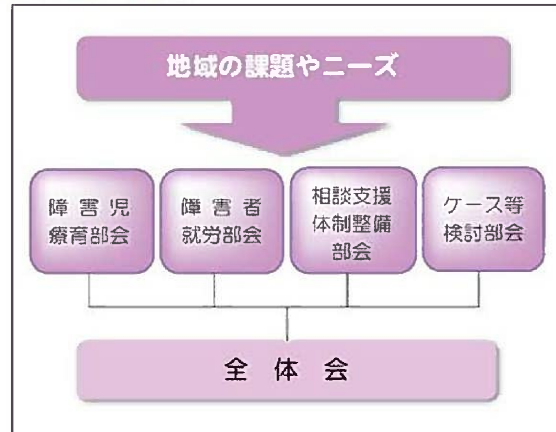 地域の課題やニーズ
障害児
療育部会
障害者
就労部会
相談支援
体制整備
部会
ケース等
検討部会
全体会